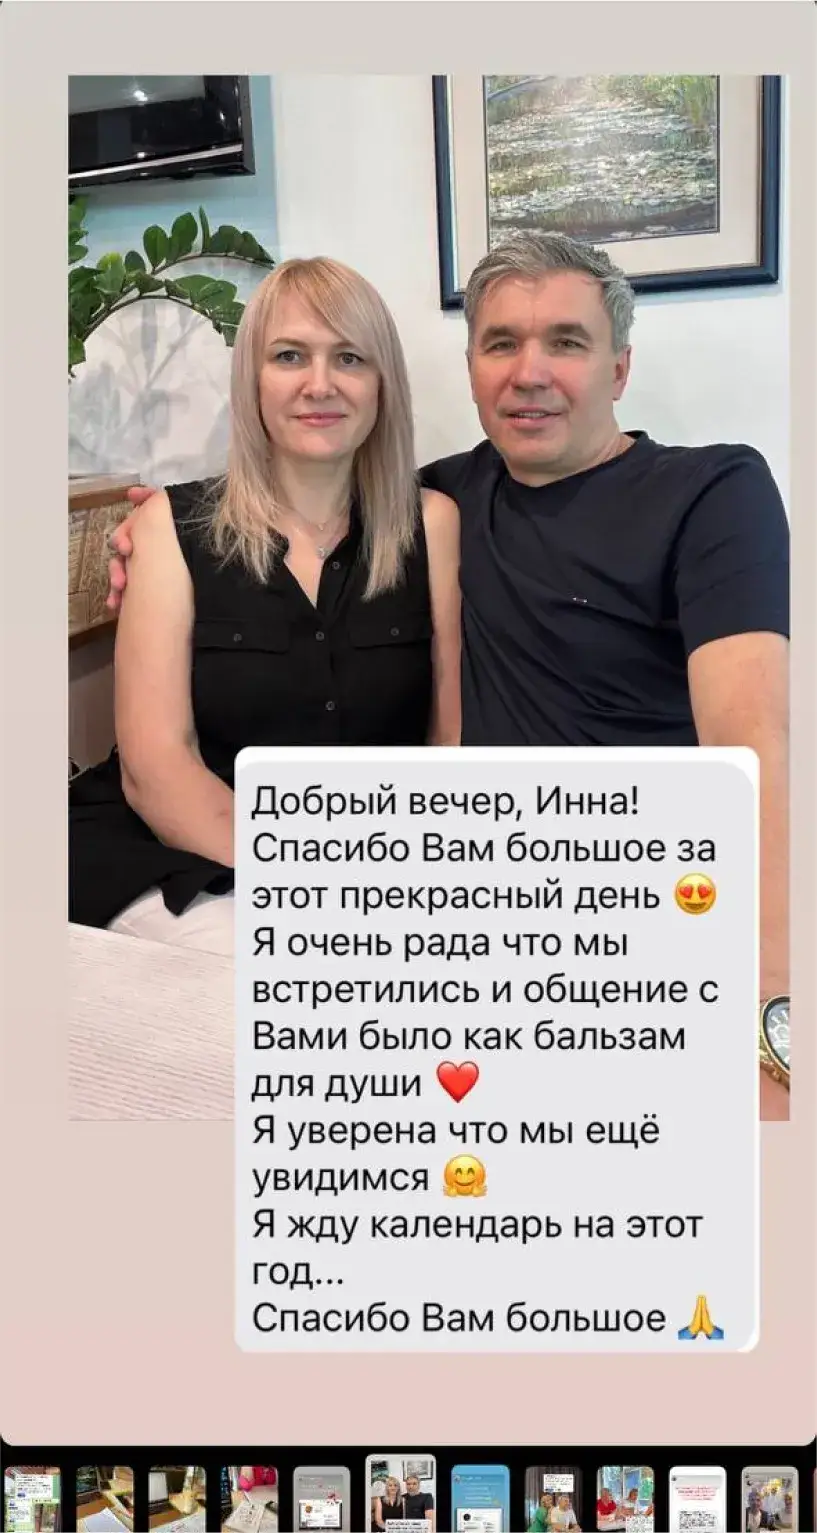 Добрый вечер, Инна!
Спасибо Вам большое за
этот прекрасный день 😍
Я очень рада что мы
встретились и общение с
Вами было как бальзам
для души ❤️
Я уверена что мы ещё
увидимся 🤗
Я жду календарь на этот
год...
Спасибо Вам большое 🙏